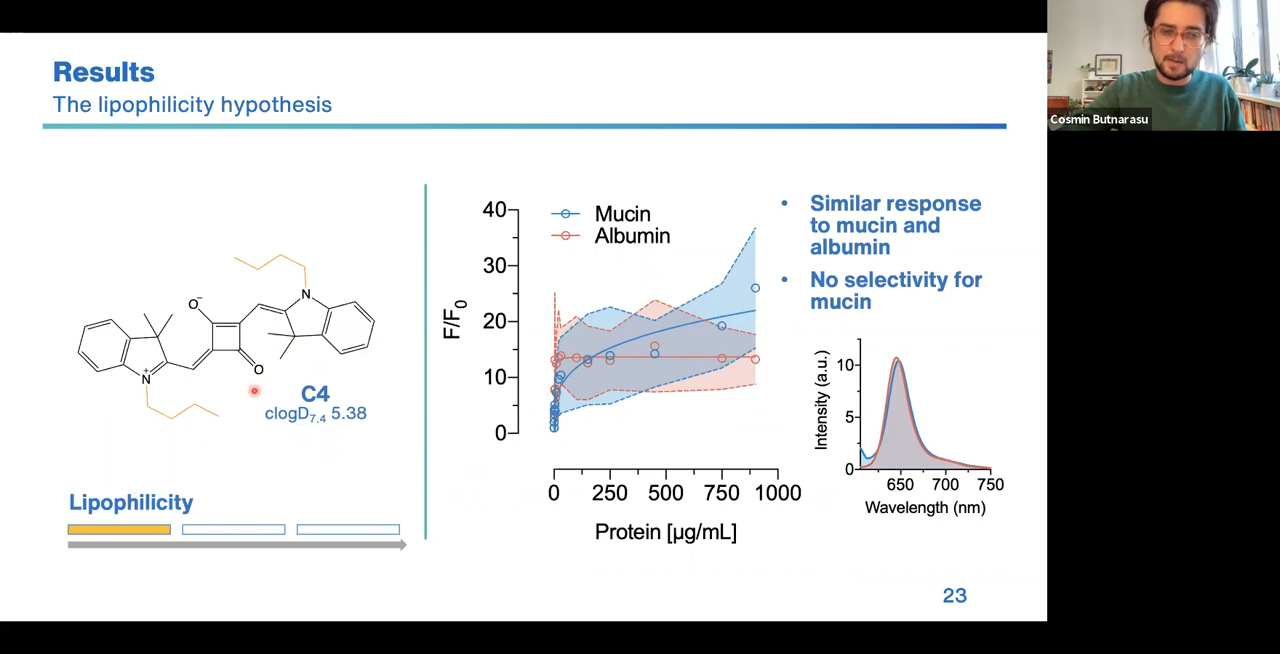 Results
The lipophilicity hypothesis
Cosmin Butnarasu
O⁻
N
N⁺
O
C4
clogD₇.₄ 5.38
Lipophilicity
40
30
20
10
0
F/F₀
Mucin
Albumin
0 250 500 750 1000
Protein [µg/mL]
• Similar response
to mucin and
albumin
• No selectivity for
mucin
Intensity (a.u.)
10
5
0
650 700 750
Wavelength (nm)
23